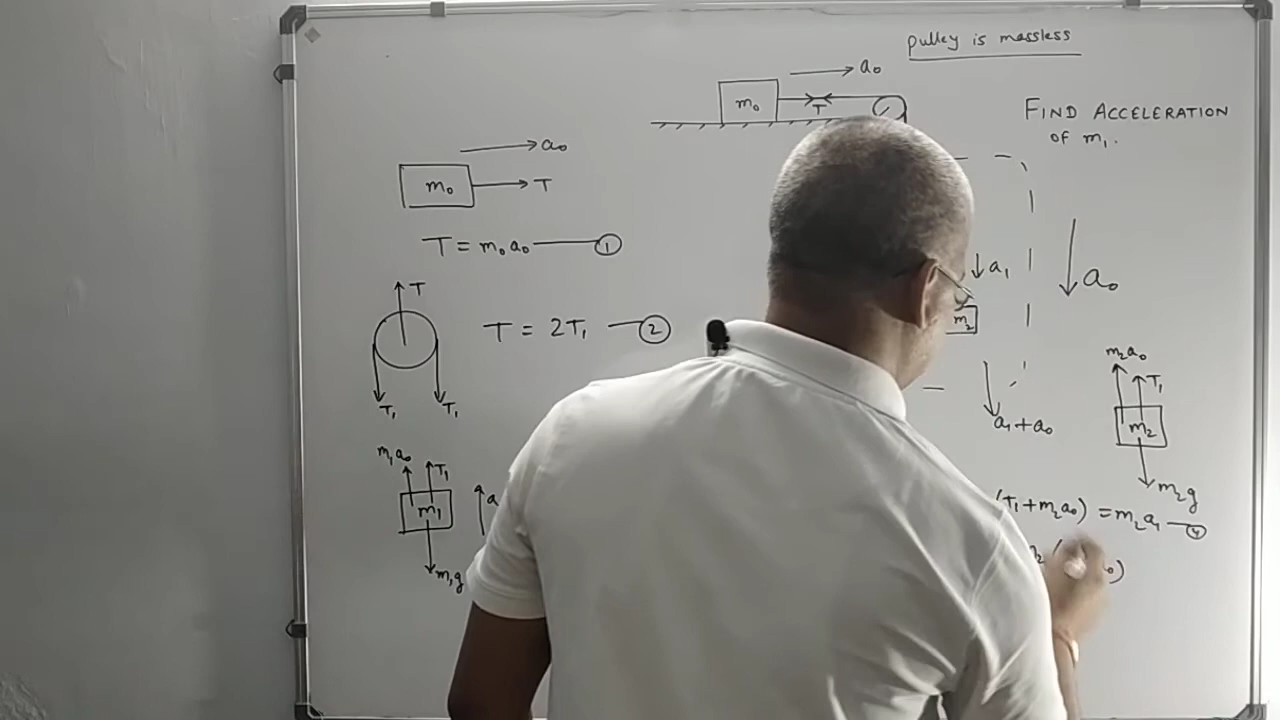 pulley is massless
a₀
m₀
T
FIND ACCELERATION
OF m₁.
a₀
m₀ T
T = m₀a₀ ①
T
T = 2T₁ ②
T₁ T₁
a₁
a₀
m₂
a₁+a₀
m₂a₀
T₁
m₂
m₂g
m₁a₀
T₁
m₁
m₁g
a
(T₁+m₂a₀) = m₂a₁ ④